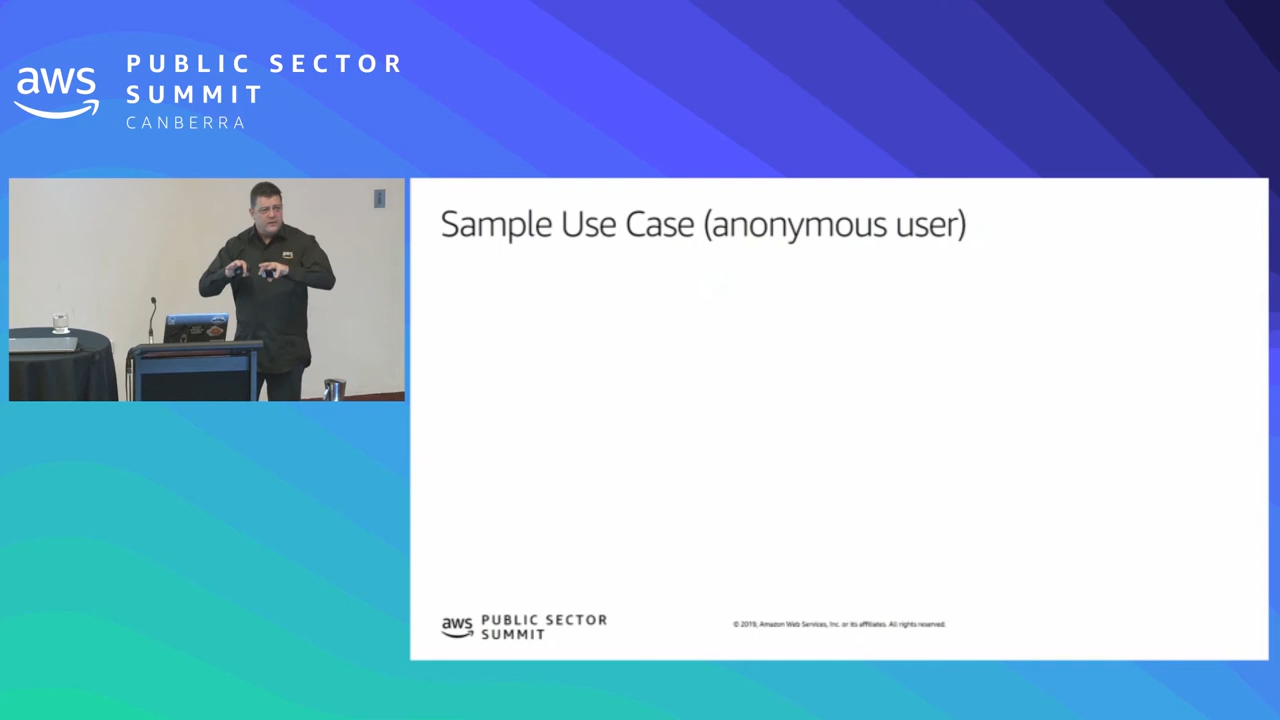 aws
PUBLIC SECTOR
SUMMIT
CANBERRA
Sample Use Case (anonymous user)
aws
PUBLIC SECTOR
SUMMIT
© 2019, Amazon Web Services, Inc. or its affiliates. All rights reserved.